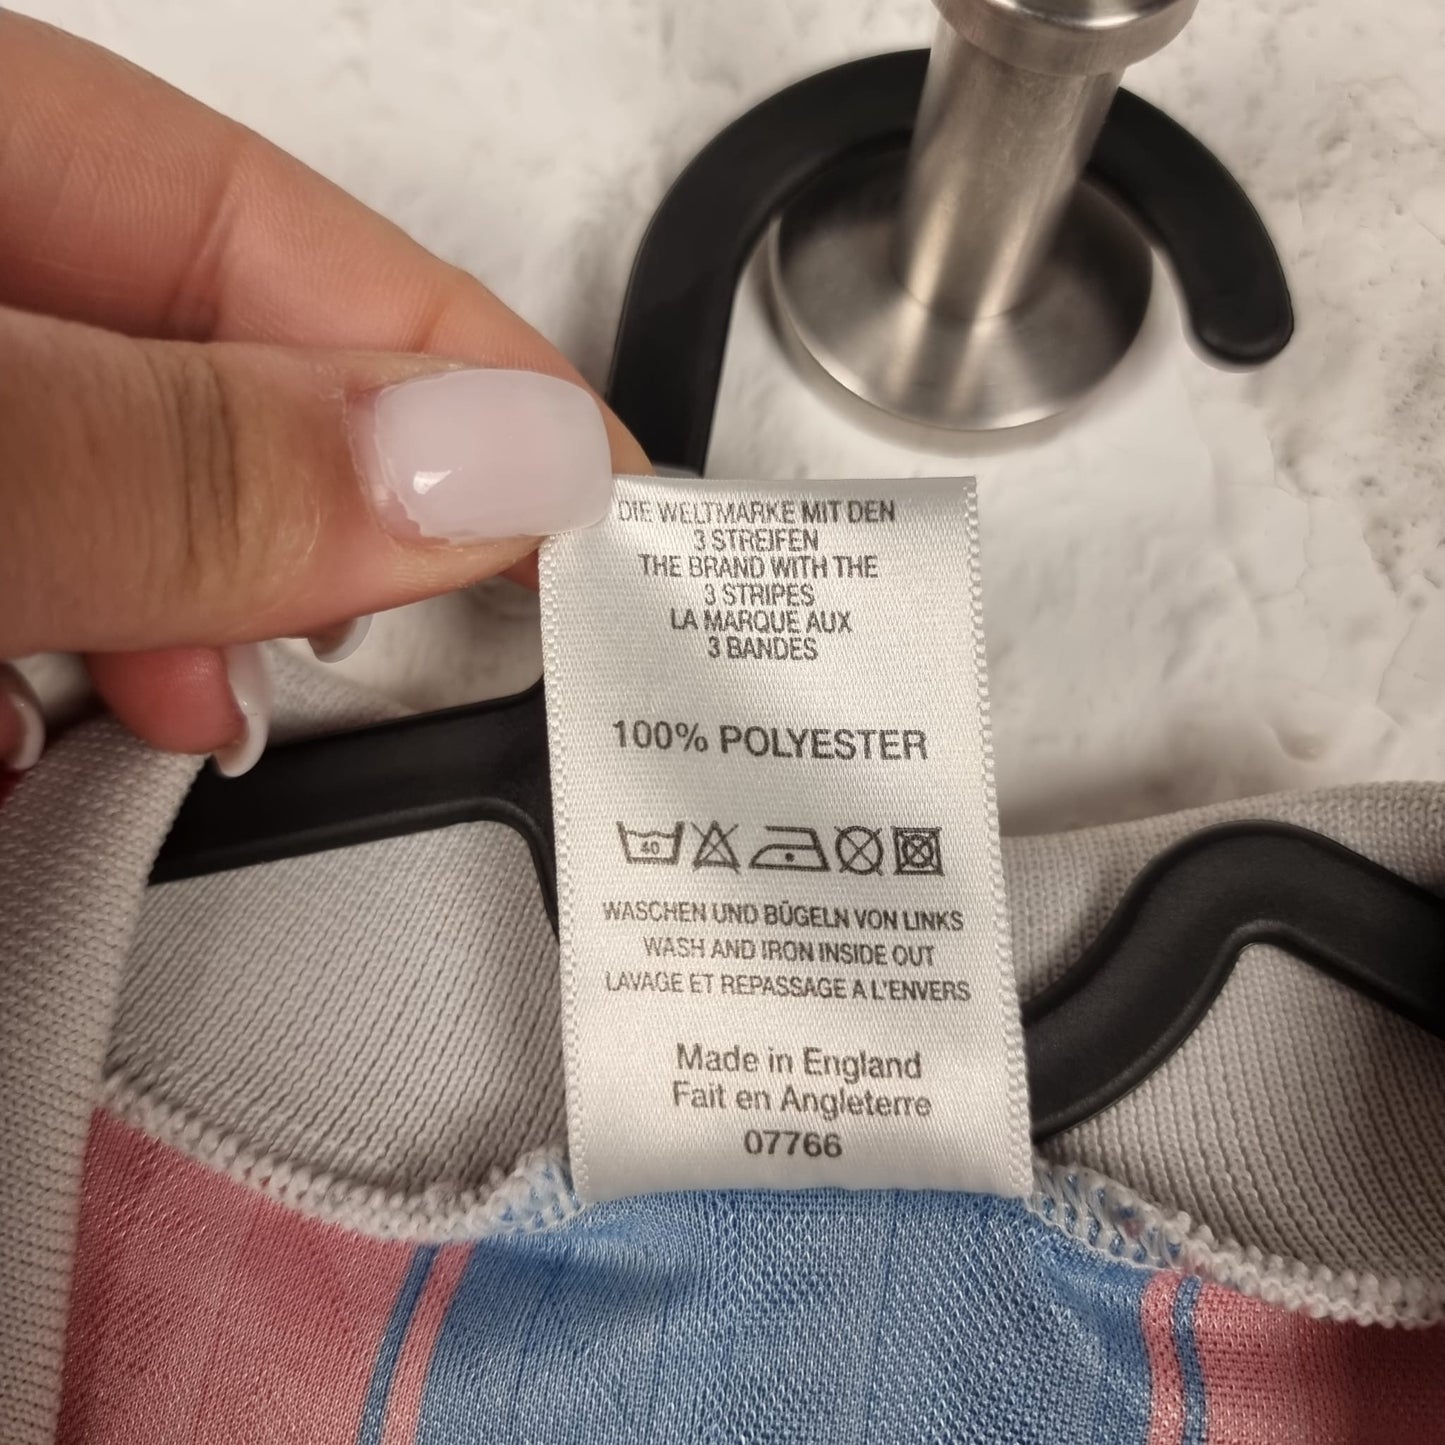 DIE WELTMARKE MIT DEN
3 STREIFEN
THE BRAND WITH THE
3 STRIPES
LA MARQUE AUX
3 BANDES
100% POLYESTER
40
WASCHEN UND BÜGELN VON LINKS
WASH AND IRON INSIDE OUT
LAVAGE ET REPASSAGE A L'ENVERS
Made in England
Fait en Angleterre
07766